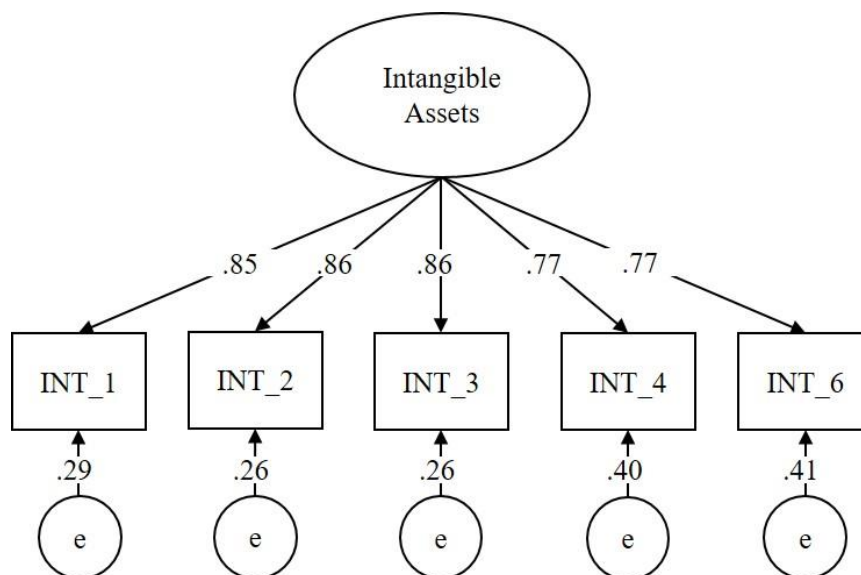 Intangible
Assets
.85 .86 .86 .77 .77
INT_1 INT_2 INT_3 INT_4 INT_6
.29 .26 .26 .40 .41
e e e e e